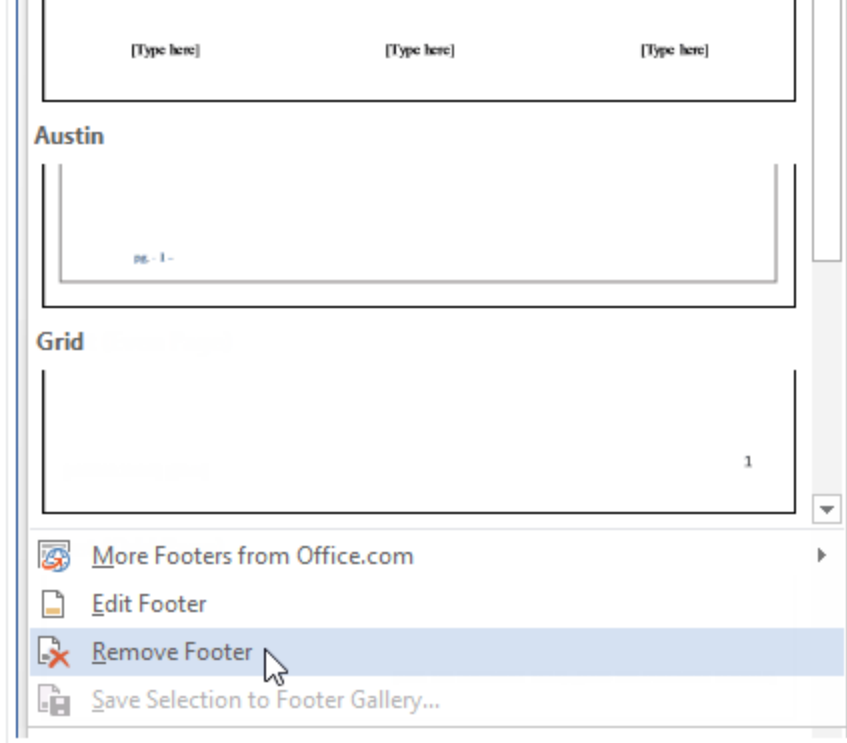 [Type here] [Type here] [Type here]
Austin
pg. - 1 -
Grid
1
More Footers from Office.com
Edit Footer
Remove Footer
Save Selection to Footer Gallery...